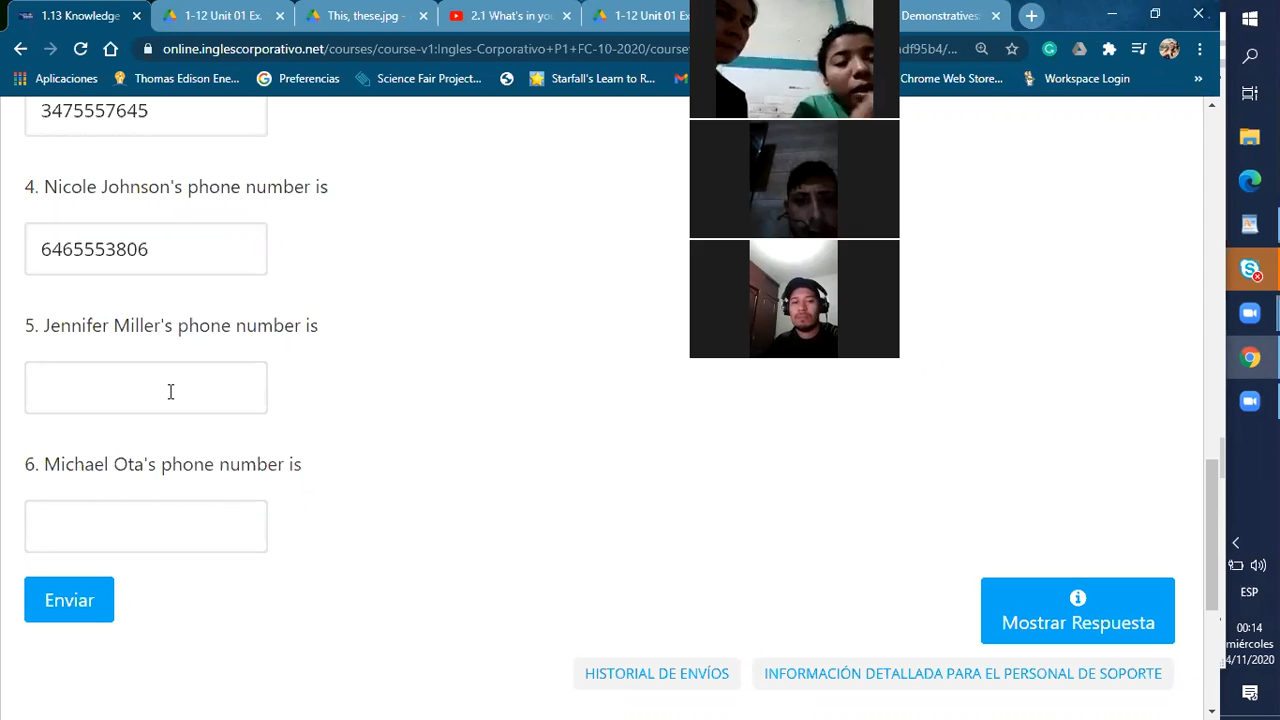 1.13 Knowledge
1-12 Unit 01 Ex.
This, these.jpg -
2.1 What's in you
1-12 Unit 01 Ex
Demonstratives:
online.inglescorporativo.net/courses/course-v1:Ingles-Corporativo+P1+FC-10-2020/course
adf95b4/...
Aplicaciones
Thomas Edison Ene...
Preferencias
Science Fair Project...
Starfall's Learn to R...
Chrome Web Store...
Workspace Login
»
3475557645
4. Nicole Johnson's phone number is
6465553806
5. Jennifer Miller's phone number is
6. Michael Ota's phone number is
Enviar
Mostrar Respuesta
HISTORIAL DE ENVÍOS
INFORMACIÓN DETALLADA PARA EL PERSONAL DE SOPORTE
ESP
00:14
miércoles
4/11/2020